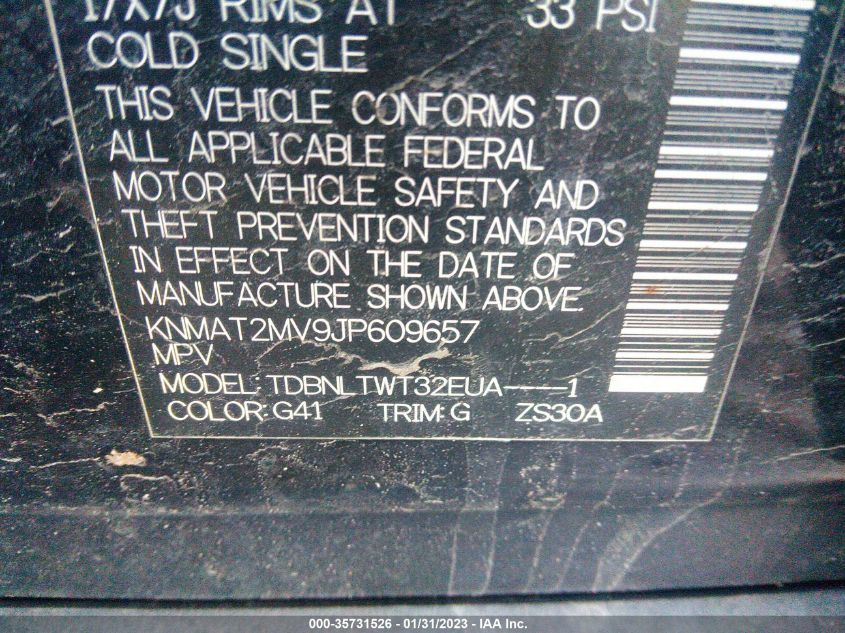 17X7J RIMS AT 33 PSI
COLD SINGLE
THIS VEHICLE CONFORMS TO
ALL APPLICABLE FEDERAL
MOTOR VEHICLE SAFETY AND
THEFT PREVENTION STANDARDS
IN EFFECT ON THE DATE OF
MANUFACTURE SHOWN ABOVE.
KNMAT2MV9JP609657
MPV
MODEL: TDBNLTWT32EUA----1
COLOR: G41 TRIM: G ZS30A
000-35731526 - 01/31/2023 - IAA Inc.